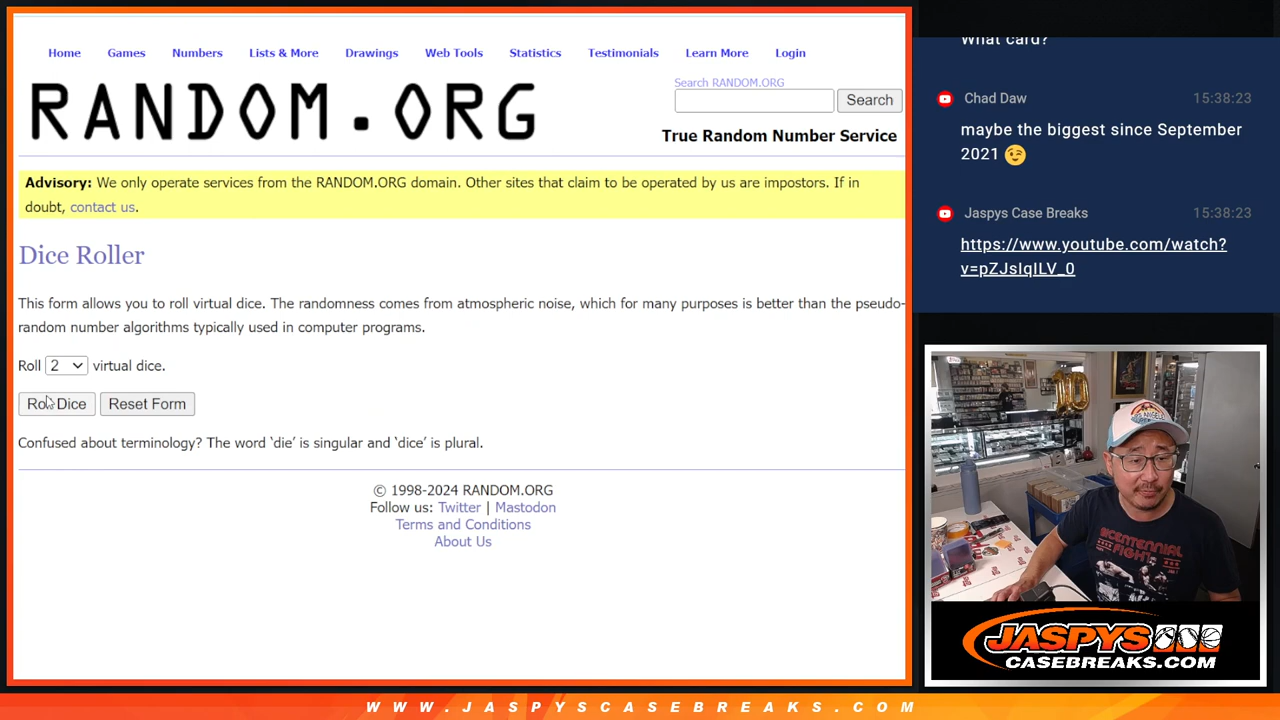 Home Games Numbers Lists & More Drawings Web Tools Statistics Testimonials Learn More Login
RANDOM.ORG
Search RANDOM.ORG
Search
True Random Number Service
Advisory: We only operate services from the RANDOM.ORG domain. Other sites that claim to be operated by us are impostors. If in
doubt, contact us.
Dice Roller
This form allows you to roll virtual dice. The randomness comes from atmospheric noise, which for many purposes is better than the pseudo-
random number algorithms typically used in computer programs.
Roll 2 virtual dice.
Roll Dice Reset Form
Confused about terminology? The word ‘die’ is singular and ‘dice’ is plural.
© 1998-2024 RANDOM.ORG
Follow us: Twitter | Mastodon
Terms and Conditions
About Us
What card?
Chad Daw 15:38:23
maybe the biggest since September
2021 😉
Jaspys Case Breaks 15:38:23
https://www.youtube.com/watch?
10
BICENTENNIAL
FIGHT
JASPYS
CASEBREAKS.COM
WWW.JASPYSCASEBREAKS.COM